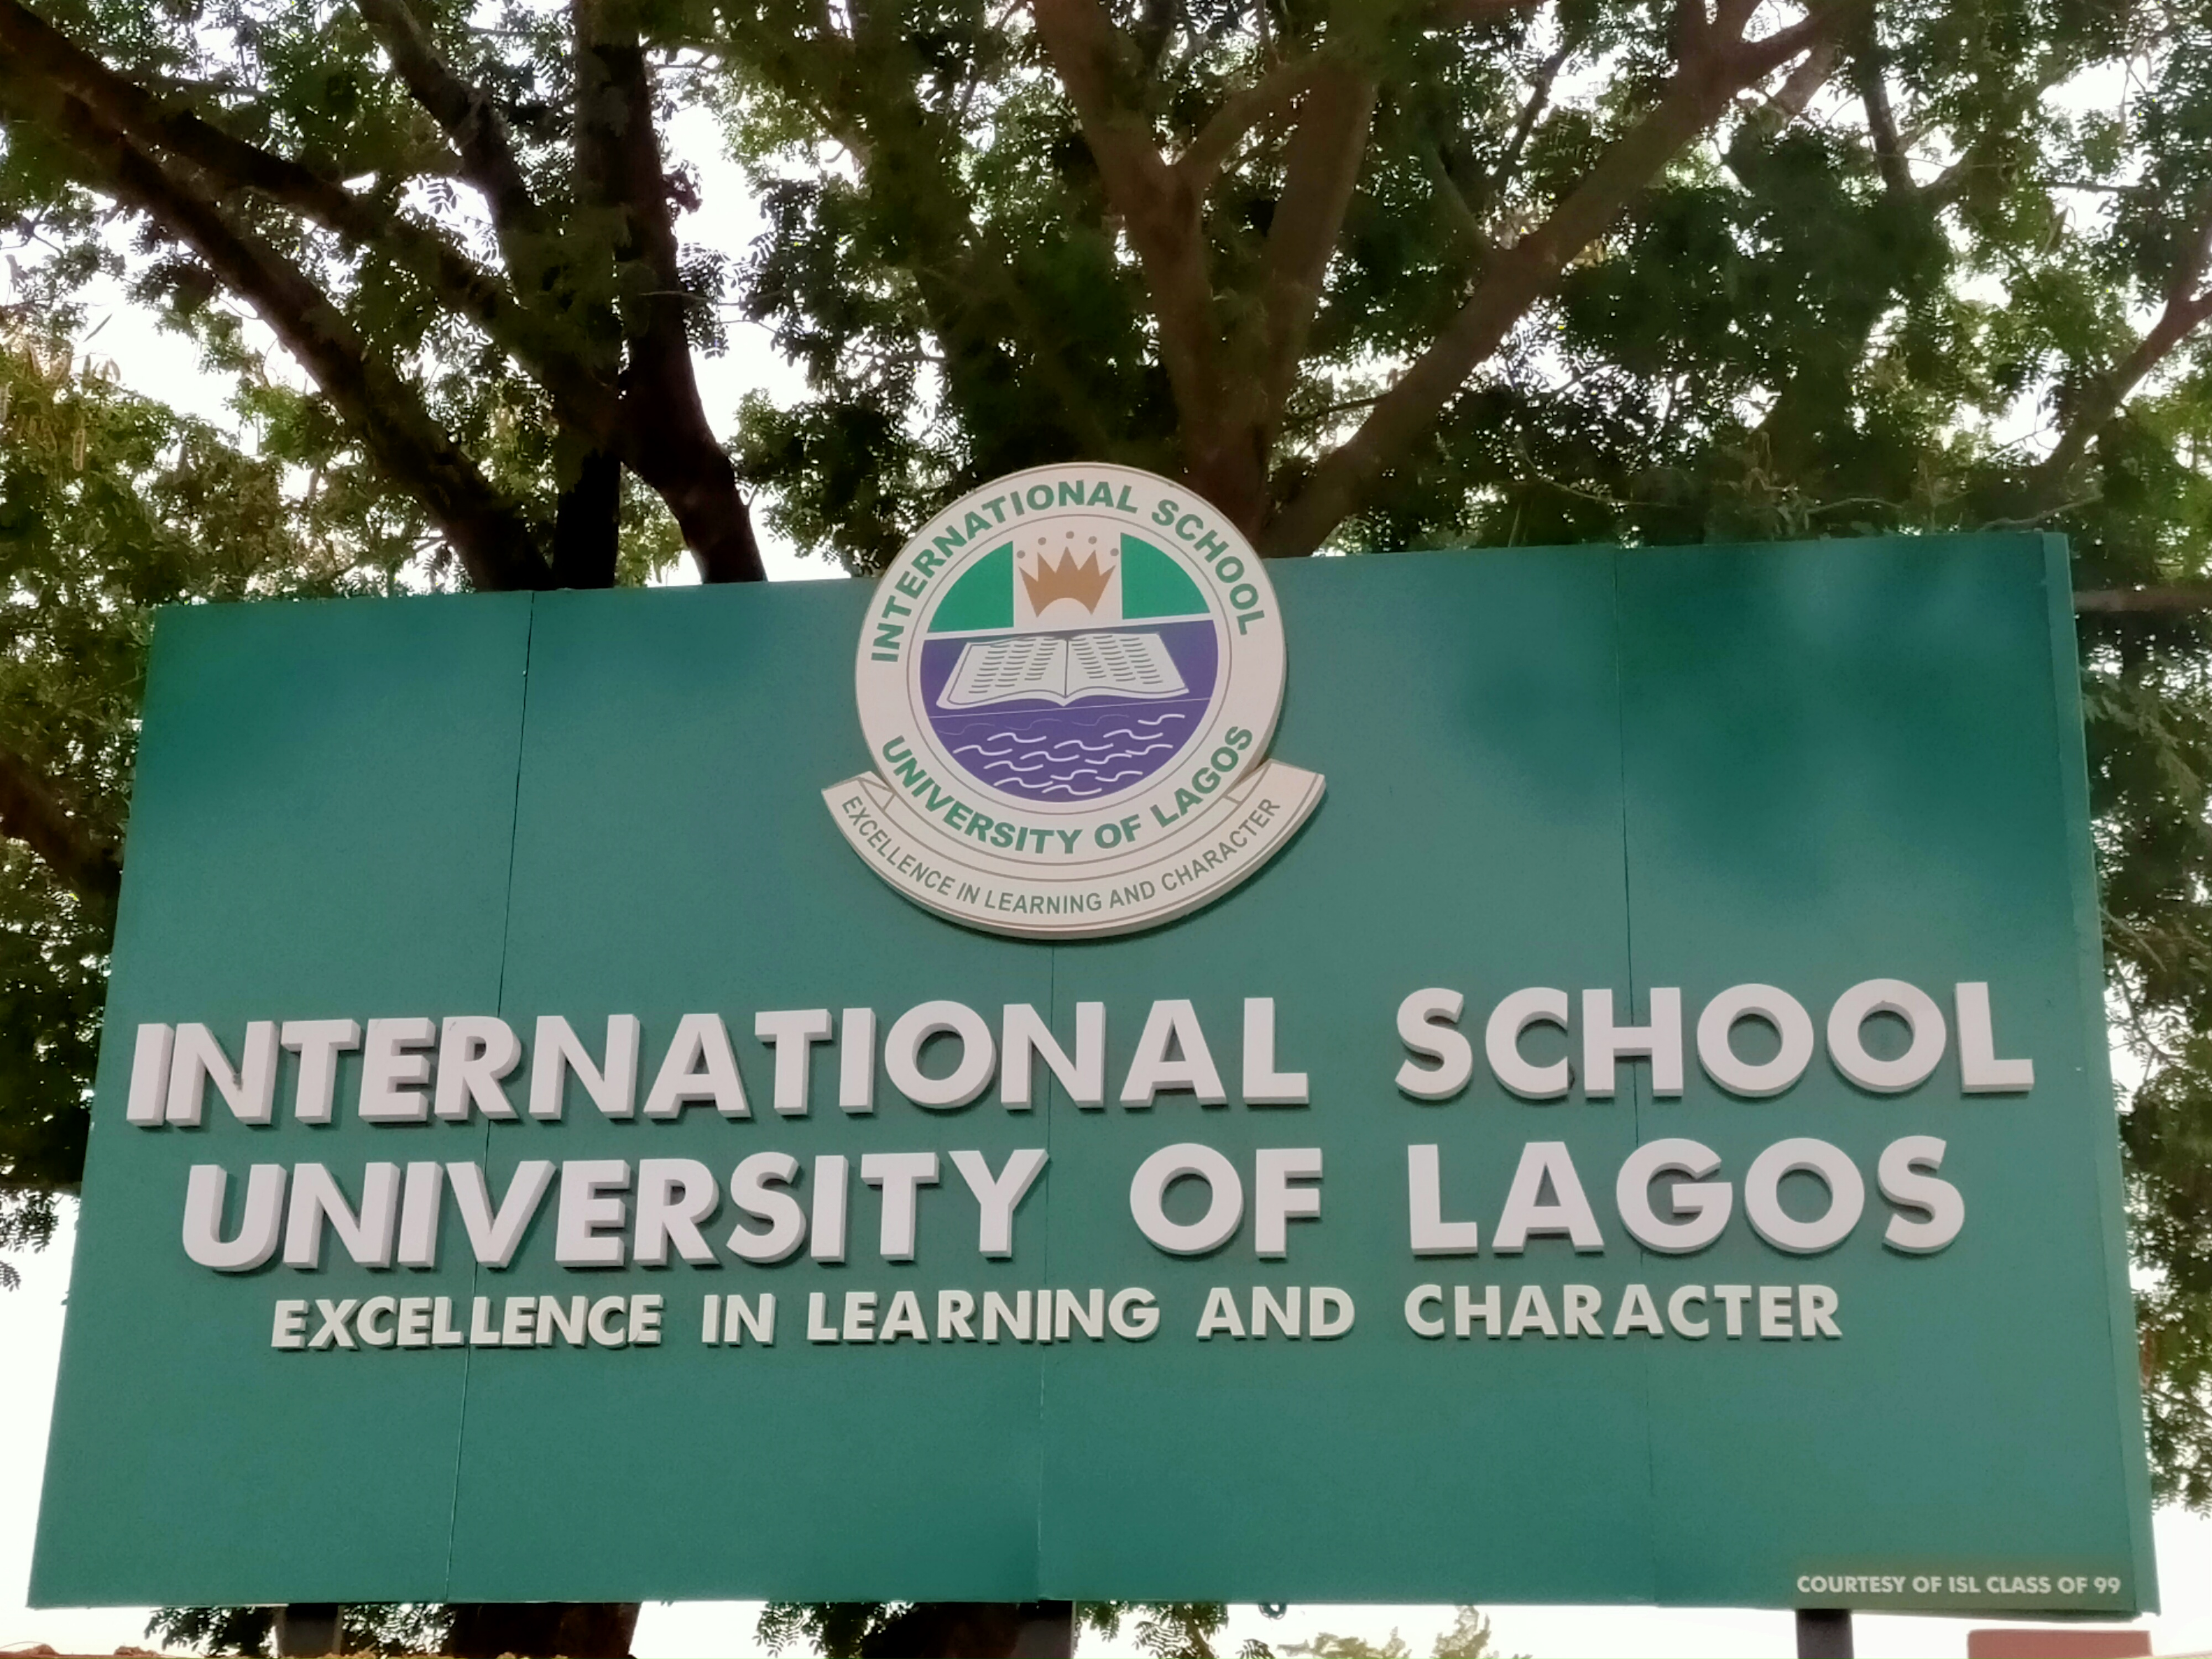 INTERNATIONAL SCHOOL
UNIVERSITY OF LAGOS
EXCELLENCE IN LEARNING AND CHARACTER
INTERNATIONAL SCHOOL
UNIVERSITY OF LAGOS
EXCELLENCE IN LEARNING AND CHARACTER
COURTESY OF ISL CLASS OF 99